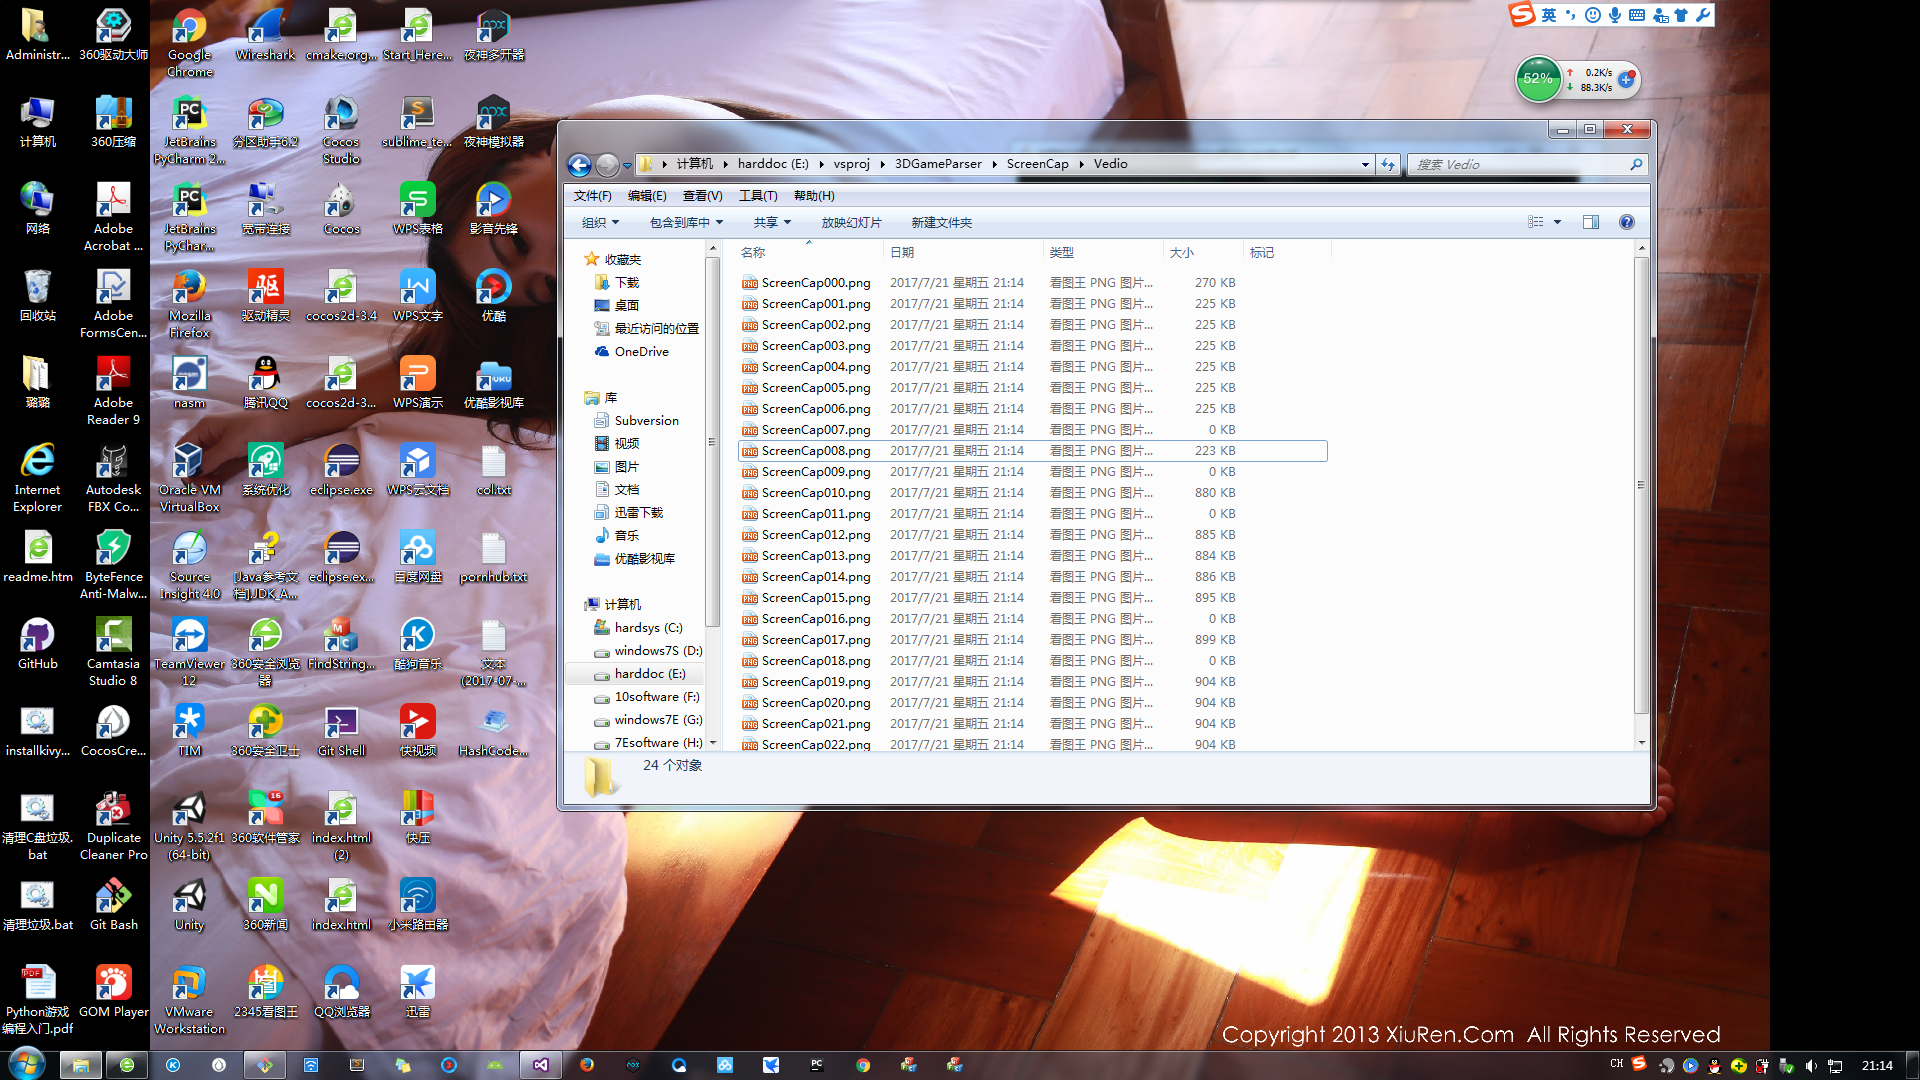 Administr...
360驱动大师
Google
Chrome
Wireshark
cmake.org...
Start_Here...
夜神多开器
计算机
360压缩
JetBrains
PyCharm 2...
分区助手6.2
Cocos
Studio
sublime_te...
夜神模拟器
网络
Adobe
Acrobat ...
JetBrains
PyChar...
宽带连接
Cocos
WPS表格
影音先锋
回收站
Adobe
FormsCen...
Mozilla
Firefox
驱动精灵
cocos2d-3.4
WPS文字
优酷
璐璐
Adobe
Reader 9
nasm
腾讯QQ
cocos2d-3...
WPS演示
优酷影视库
Internet
Explorer
Autodesk
FBX Co...
Oracle VM
VirtualBox
系统优化
eclipse.exe
WPS云文档
col.txt
readme.htm
ByteFence
Anti-Malw...
Source
Insight 4.0
[Java参考文
档].JDK_A...
eclipse.ex...
百度网盘
pornhub.txt
GitHub
Camtasia
Studio 8
TeamViewer
12
360安全浏览
器
FindString...
酷狗音乐
文本
(2017-07-...
installkivy...
CocosCre...
TIM
360安全卫士
Git Shell
快视频
HashCode...
清理C盘垃圾.
bat
Duplicate
Cleaner Pro
Unity 5.5.2f1
(64-bit)
16
360软件管家
index.html
(2)
快压
清理垃圾.bat
Git Bash
Unity
360新闻
index.html
小米路由器
Python游戏
编程入门.pdf
GOM Player
VMware
Workstation
2345看图王
QQ浏览器
迅雷
英
52%
0.2K/s
88.3K/s
计算机
harddoc (E:)
vsproj
3DGameParser
ScreenCap
Vedio
搜索 Vedio
文件(F)
编辑(E)
查看(V)
工具(T)
帮助(H)
组织
包含到库中
共享
放映幻灯片
新建文件夹
收藏夹
下载
桌面
最近访问的位置
OneDrive
库
Subversion
视频
图片
文档
迅雷下载
音乐
优酷影视库
计算机
hardsys (C:)
windows7S (D:)
harddoc (E:)
10software (F:)
windows7E (G:)
7Esoftware (H:)
名称 日期 类型 大小 标记
ScreenCap000.png 2017/7/21 星期五 21:14 看图王 PNG 图片... 270 KB
ScreenCap001.png 2017/7/21 星期五 21:14 看图王 PNG 图片... 225 KB
ScreenCap002.png 2017/7/21 星期五 21:14 看图王 PNG 图片... 225 KB
ScreenCap003.png 2017/7/21 星期五 21:14 看图王 PNG 图片... 225 KB
ScreenCap004.png 2017/7/21 星期五 21:14 看图王 PNG 图片... 225 KB
ScreenCap005.png 2017/7/21 星期五 21:14 看图王 PNG 图片... 225 KB
ScreenCap006.png 2017/7/21 星期五 21:14 看图王 PNG 图片... 225 KB
ScreenCap007.png 2017/7/21 星期五 21:14 看图王 PNG 图片... 0 KB
ScreenCap008.png 2017/7/21 星期五 21:14 看图王 PNG 图片... 223 KB
ScreenCap009.png 2017/7/21 星期五 21:14 看图王 PNG 图片... 0 KB
ScreenCap010.png 2017/7/21 星期五 21:14 看图王 PNG 图片... 880 KB
ScreenCap011.png 2017/7/21 星期五 21:14 看图王 PNG 图片... 0 KB
ScreenCap012.png 2017/7/21 星期五 21:14 看图王 PNG 图片... 885 KB
ScreenCap013.png 2017/7/21 星期五 21:14 看图王 PNG 图片... 884 KB
ScreenCap014.png 2017/7/21 星期五 21:14 看图王 PNG 图片... 886 KB
ScreenCap015.png 2017/7/21 星期五 21:14 看图王 PNG 图片... 895 KB
ScreenCap016.png 2017/7/21 星期五 21:14 看图王 PNG 图片... 0 KB
ScreenCap017.png 2017/7/21 星期五 21:14 看图王 PNG 图片... 899 KB
ScreenCap018.png 2017/7/21 星期五 21:14 看图王 PNG 图片... 0 KB
ScreenCap019.png 2017/7/21 星期五 21:14 看图王 PNG 图片... 904 KB
ScreenCap020.png 2017/7/21 星期五 21:14 看图王 PNG 图片... 904 KB
ScreenCap021.png 2017/7/21 星期五 21:14 看图王 PNG 图片... 904 KB
ScreenCap022.png 2017/7/21 星期五 21:14 看图王 PNG 图片... 904 KB
24 个对象
Copyright 2013 XiuRen.Com All Rights Reserved
CH
21:14